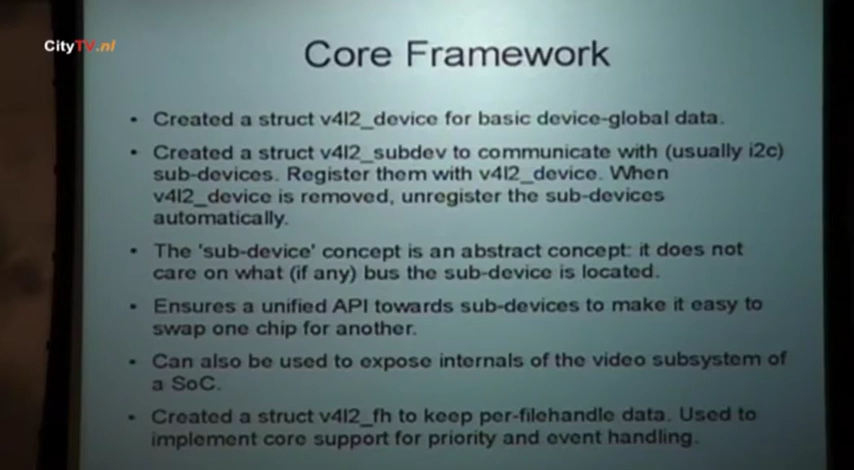 CityTV.nl
Core Framework
• Created a struct v4l2_device for basic device-global data.
• Created a struct v4l2_subdev to communicate with (usually i2c)
sub-devices. Register them with v4l2_device. When
v4l2_device is removed, unregister the sub-devices
automatically.
• The 'sub-device' concept is an abstract concept: it does not
care on what (if any) bus the sub-device is located.
• Ensures a unified API towards sub-devices to make it easy to
swap one chip for another.
• Can also be used to expose internals of the video subsystem of
a SoC.
• Created a struct v4l2_fh to keep per-filehandle data. Used to
implement core support for priority and event handling.